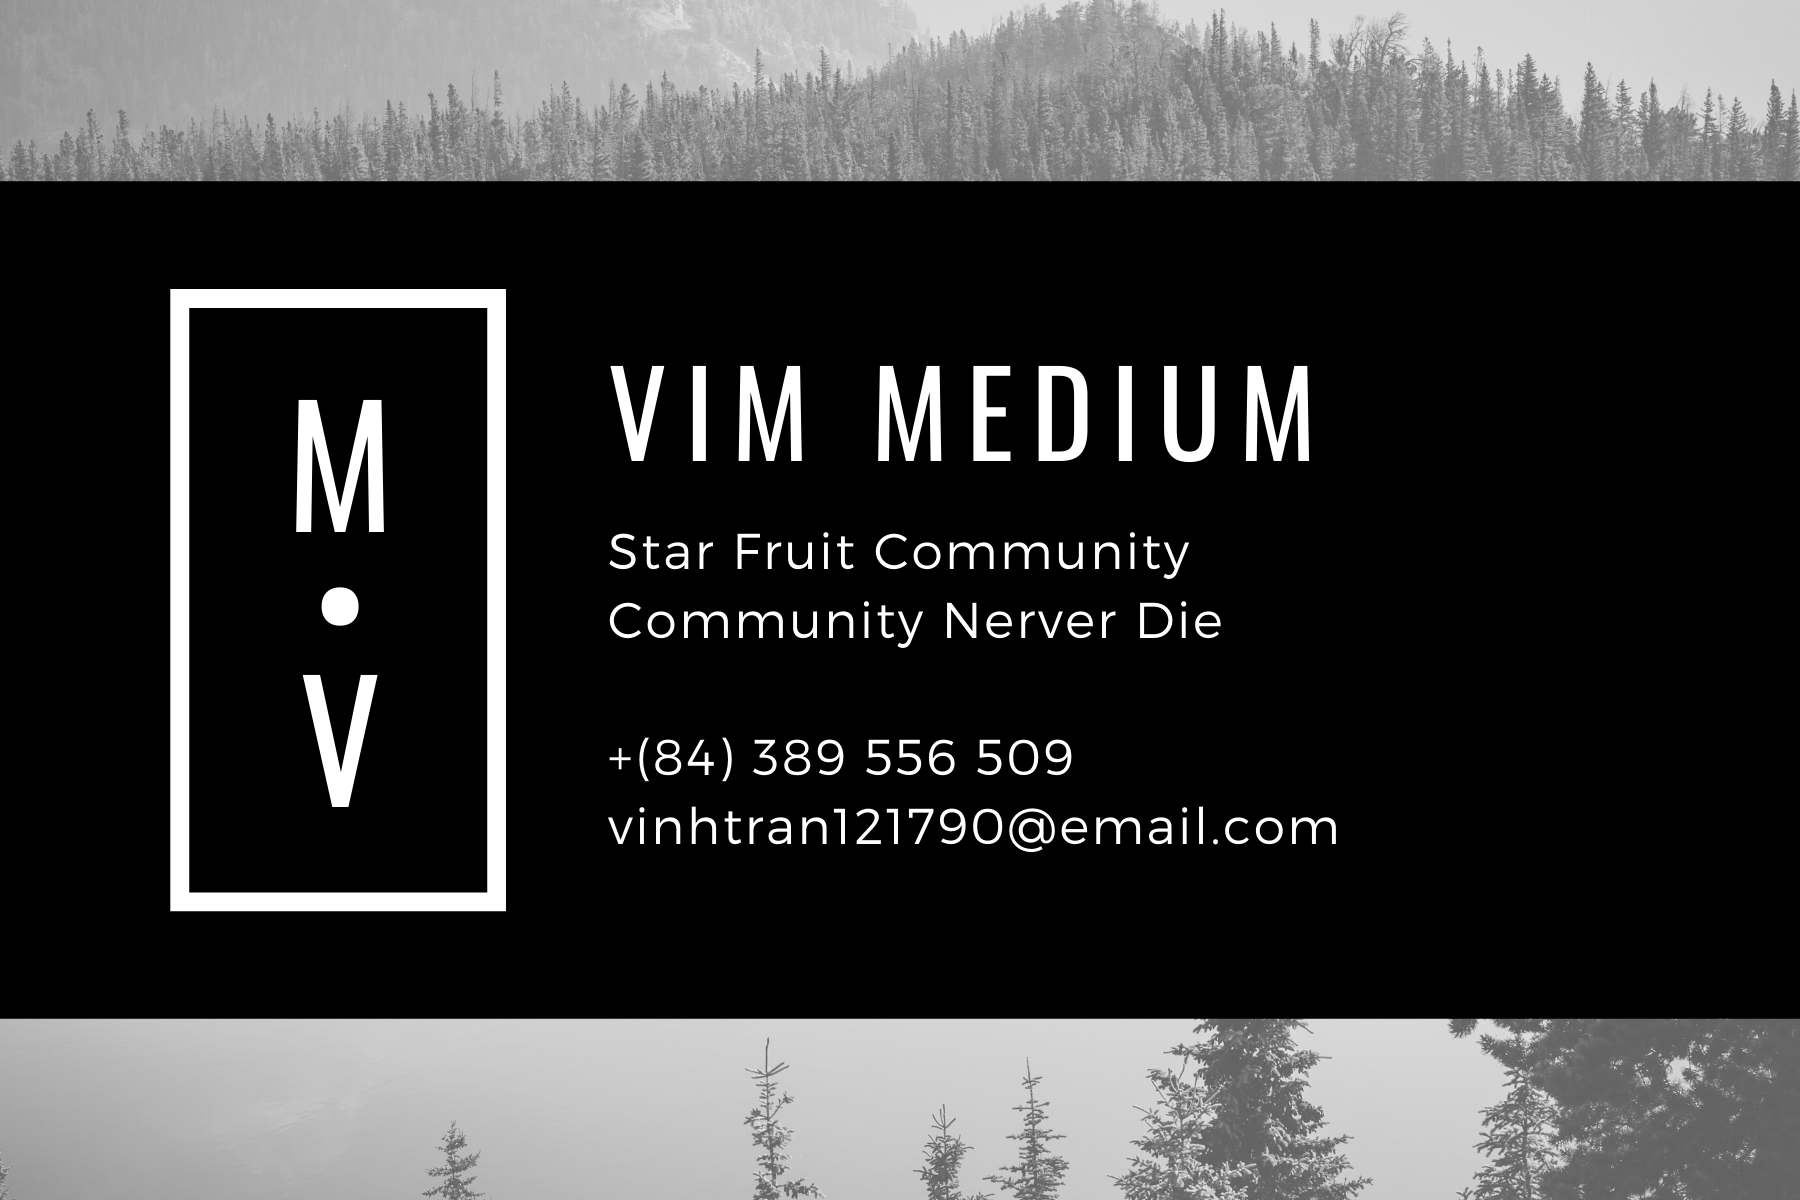 M
•
V
VIM MEDIUM
Star Fruit Community
Community Nerver Die
+(84) 389 556 509
vinhtran121790@email.com